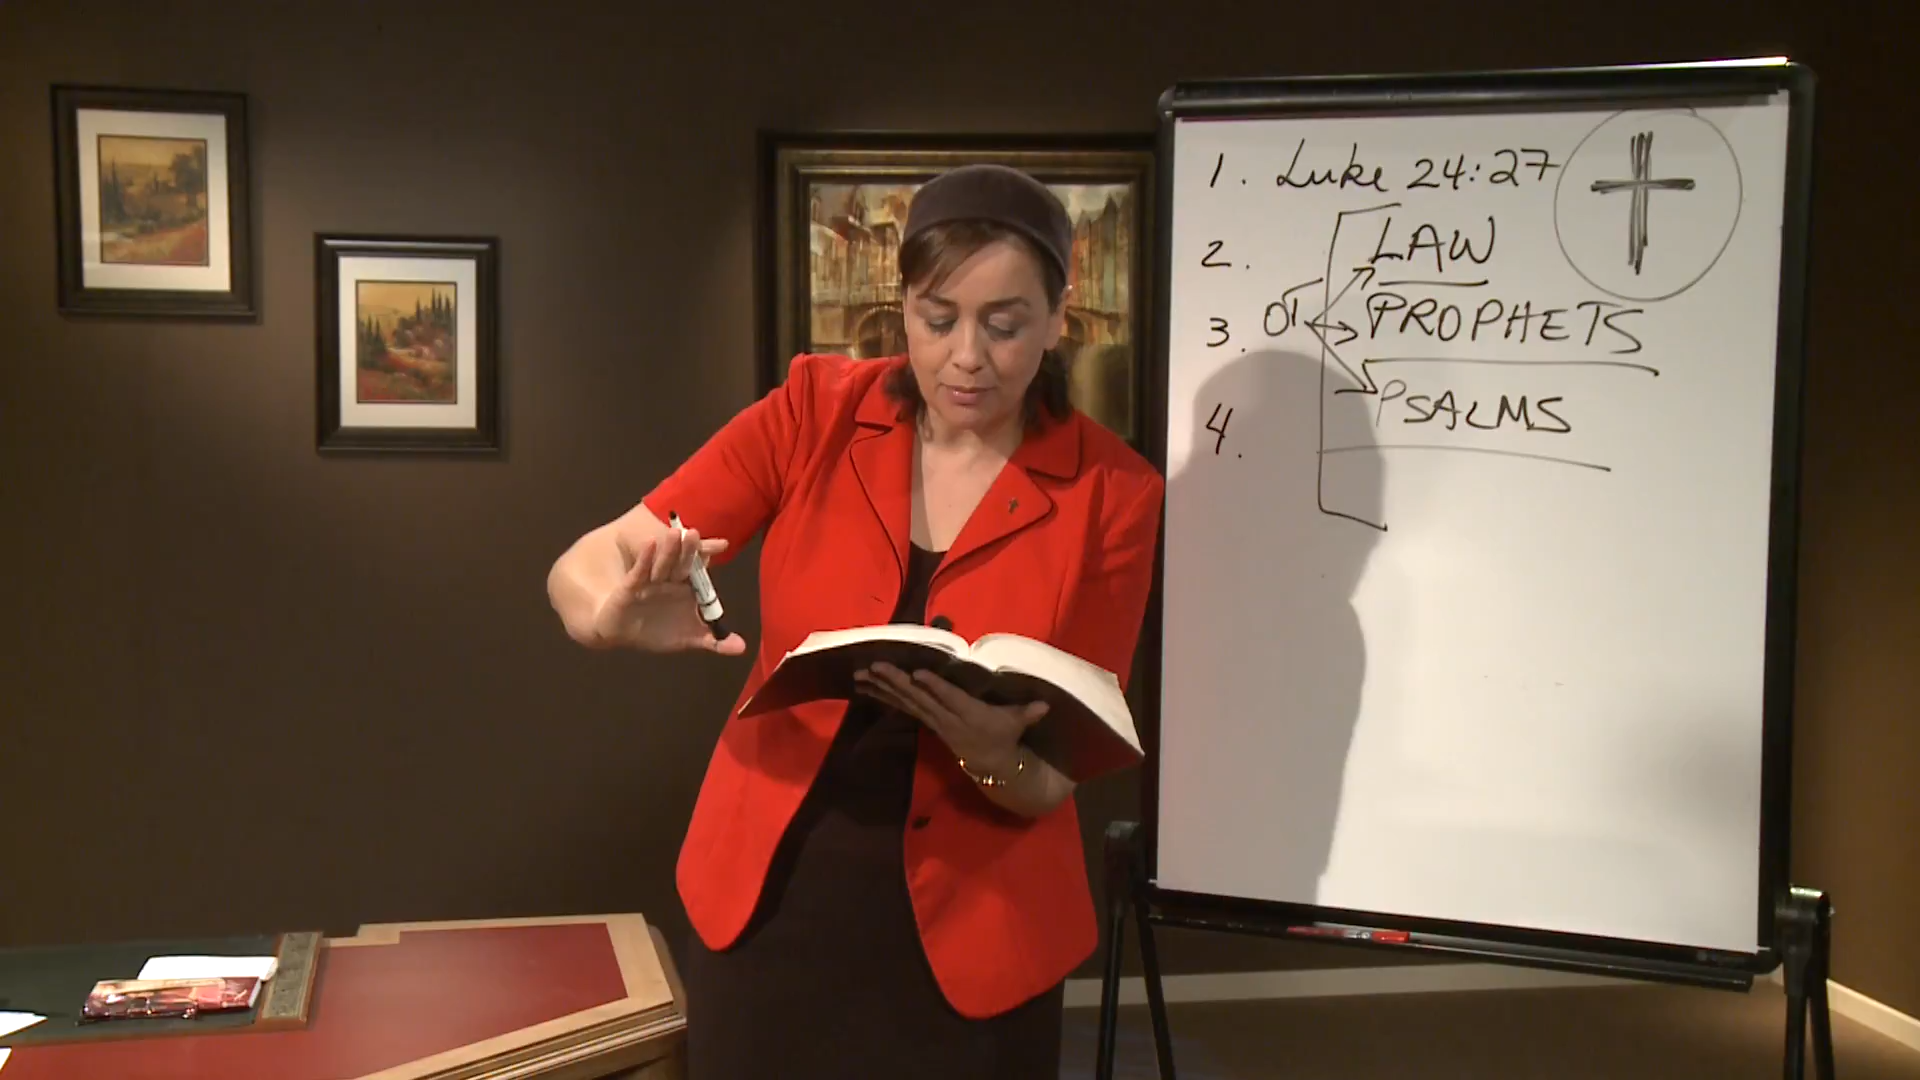 1. Luke 24:27
2. LAW
3. OT PROPHETS
4. PSALMS